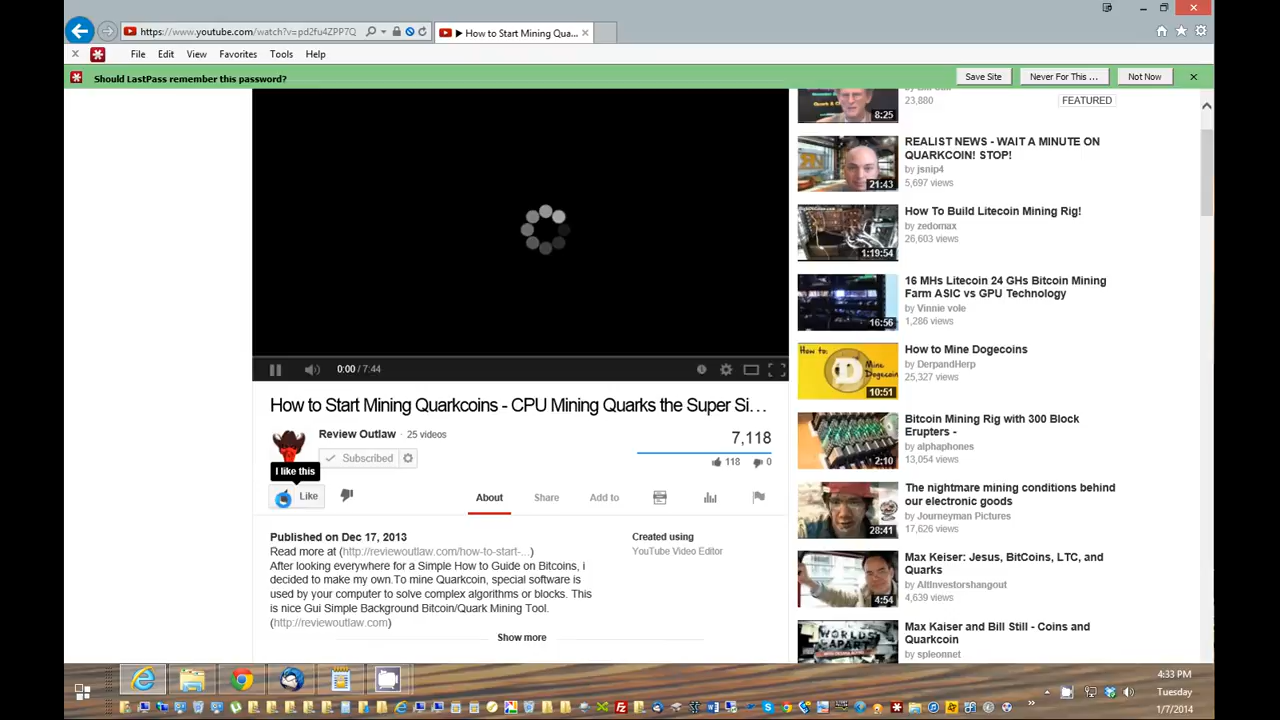 https://www.youtube.com/watch?v=pd2fu4ZPP7Q
How to Start Mining Qua...
File Edit View Favorites Tools Help
Should LastPass remember this password?
Save Site
Never For This ...
Not Now
23,880
FEATURED
8:25
REALIST NEWS - WAIT A MINUTE ON
QUARKCOIN! STOP!
by jsnip4
5,697 views
21:43
How To Build Litecoin Mining Rig!
by zedomax
26,603 views
1:19:54
16 MHs Litecoin 24 GHs Bitcoin Mining
Farm ASIC vs GPU Technology
by Vinnie vole
1,286 views
16:56
How to Mine Dogecoins
by DerpandHerp
25,327 views
How to:
Mine
Dogecoin
10:51
Bitcoin Mining Rig with 300 Block
Erupters -
by alphaphones
13,054 views
2:10
The nightmare mining conditions behind
our electronic goods
by Journeyman Pictures
17,626 views
28:41
Max Keiser: Jesus, BitCoins, LTC, and
Quarks
by AltInvestorshangout
4,639 views
4:54
Max Kaiser and Bill Still - Coins and
Quarkcoin
by spleonnet
WORLDS
APART
0:00 / 7:44
How to Start Mining Quarkcoins - CPU Mining Quarks the Super Si...
Review Outlaw · 25 videos
Subscribed
7,118
118 0
I like this
Like
About
Share
Add to
Published on Dec 17, 2013
Read more at (http://reviewoutlaw.com/how-to-start-...)
After looking everywhere for a Simple How to Guide on Bitcoins, i
decided to make my own.To mine Quarkcoin, special software is
used by your computer to solve complex algorithms or blocks. This
is nice Gui Simple Background Bitcoin/Quark Mining Tool.
(http://reviewoutlaw.com)
Created using
YouTube Video Editor
Show more
4:33 PM
Tuesday
1/7/2014